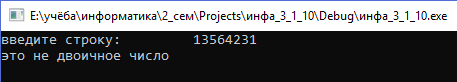 E:\учёба\информатика\2_сем\Projects\инфа_3_1_10\Debug\инфа_3_1_10.exe
введите строку: 13564231
это не двоичное число